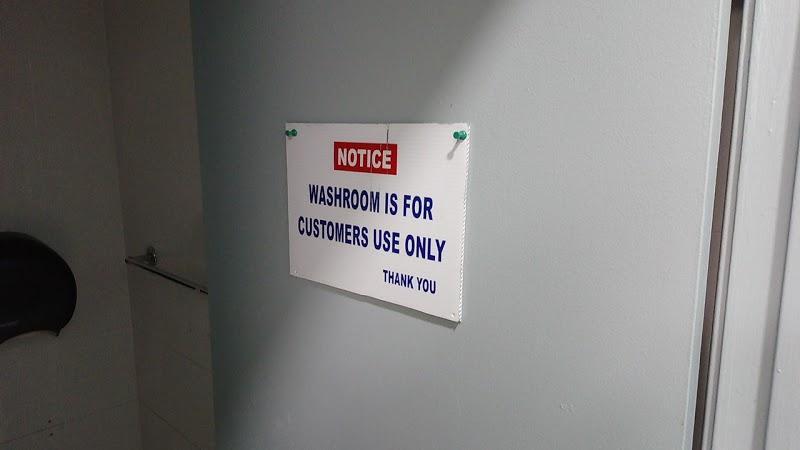 NOTICE
WASHROOM IS FOR
CUSTOMERS USE ONLY
THANK YOU